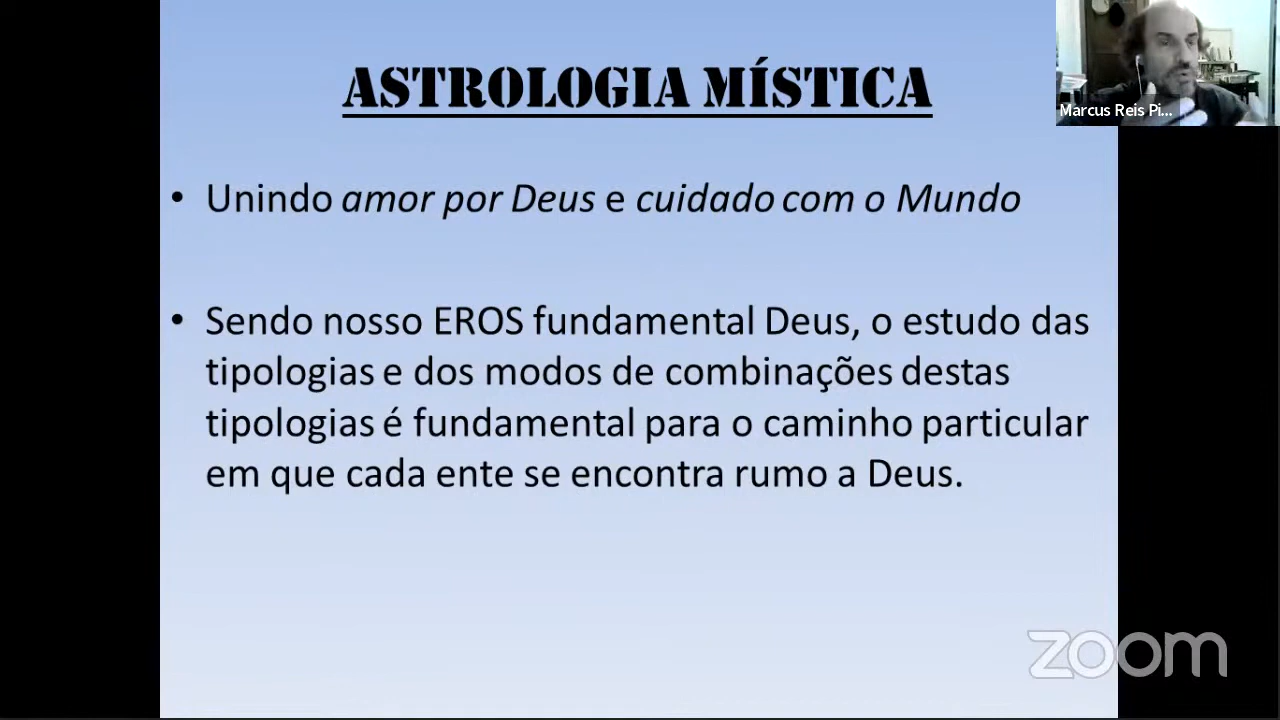 ASTROLOGIA MÍSTICA
Marcus Reis Pi...
• Unindo amor por Deus e cuidado com o Mundo
• Sendo nosso EROS fundamental Deus, o estudo das
tipologias e dos modos de combinações destas
tipologias é fundamental para o caminho particular
em que cada ente se encontra rumo a Deus.
zoom